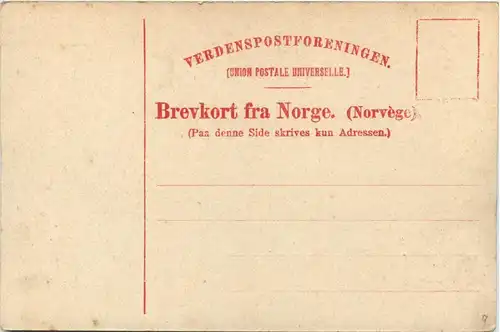 VERDENSPOSTFORENINGEN.
(UNION POSTALE UNIVERSELLE.)
Brevkort fra Norge. (Norvège)
(Paa denne Side skrives kun Adressen.)